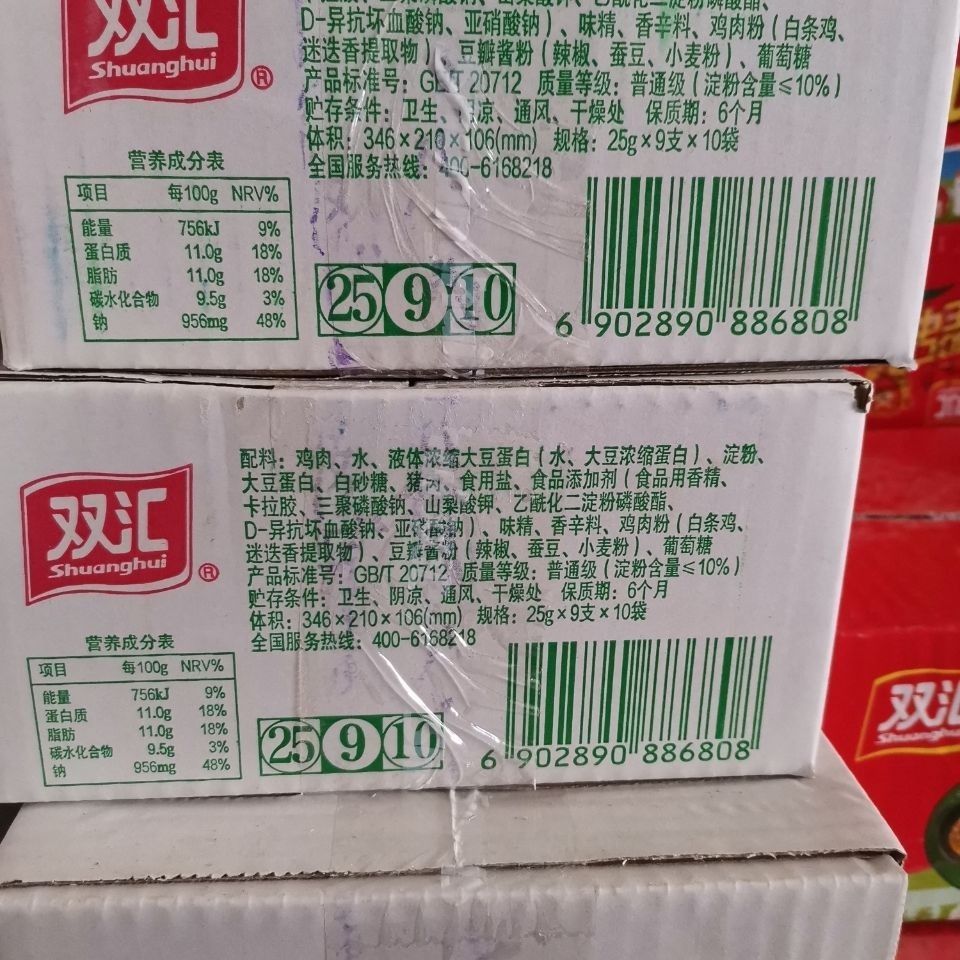 双汇
Shuanghui
®
D-异抗坏血酸钠、亚硝酸钠)、味精、香辛料、鸡肉粉(白条鸡、
迷迭香提取物)、豆瓣酱粉(辣椒、蚕豆、小麦粉)、葡萄糖
产品标准号: GB/T 20712 质量等级: 普通级(淀粉含量≤10%)
贮存条件: 卫生、阴凉、通风、干燥处 保质期: 6个月
体积: 346×210×106(mm) 规格: 25g×9支×10袋
全国服务热线: 400-6168218
营养成分表
项目 每100g NRV%
能量 756kJ 9%
蛋白质 11.0g 18%
脂肪 11.0g 18%
碳水化合物 9.5g 3%
钠 956mg 48%
25 9 10
6 902890 886808
双汇
Shuanghui
®
配料: 鸡肉、水、液体浓缩大豆蛋白(水、大豆浓缩蛋白)、淀粉、
大豆蛋白、白砂糖、猪肉、食用盐、食品添加剂(食品用香精、
卡拉胶、三聚磷酸钠、山梨酸钾、乙酰化二淀粉磷酸酯、
D-异抗坏血酸钠、亚硝酸钠)、味精、香辛料、鸡肉粉(白条鸡、
迷迭香提取物)、豆瓣酱粉(辣椒、蚕豆、小麦粉)、葡萄糖
产品标准号: GB/T 20712 质量等级: 普通级(淀粉含量≤10%)
贮存条件: 卫生、阴凉、通风、干燥处 保质期: 6个月
体积: 346×210×106(mm) 规格: 25g×9支×10袋
全国服务热线: 400-6168218
营养成分表
项目 每100g NRV%
能量 756kJ 9%
蛋白质 11.0g 18%
脂肪 11.0g 18%
碳水化合物 9.5g 3%
钠 956mg 48%
25 9 10
6 902890 886808
双汇